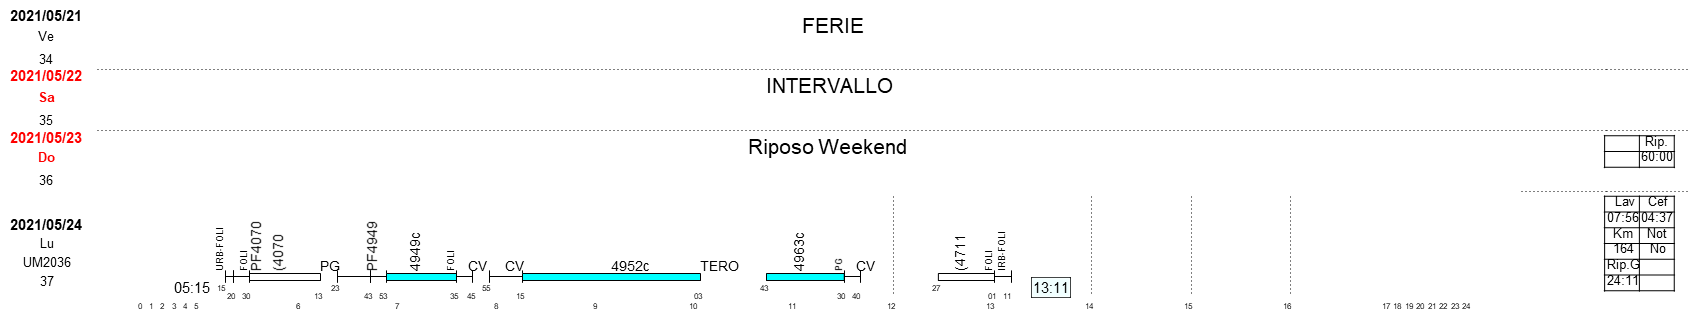 2021/05/21
Ve
34
FERIE
2021/05/22
Sa
35
INTERVALLO
2021/05/23
Do
36
Riposo Weekend
Rip.
60:00
2021/05/24
Lu
UM2036
37
05:15
URB-FOLI
FOLI
PF4070
(4070
PG
PF4949
4949c
FOLI
CV
CV
4952c
TERO
4963c
PG
CV
(4711
FOLI
IRB-FOLI
13:11
15 20 30 13 23 43 53 35 45 55 15 03 43 30 40 27 01 11
0 1 2 3 4 5 6 7 8 9 10 11 12 13 14 15 16 17 18 19 20 21 22 23 24
Lav Cef
07:56 04:37
Km Not
164 No
Rip.G
24:11